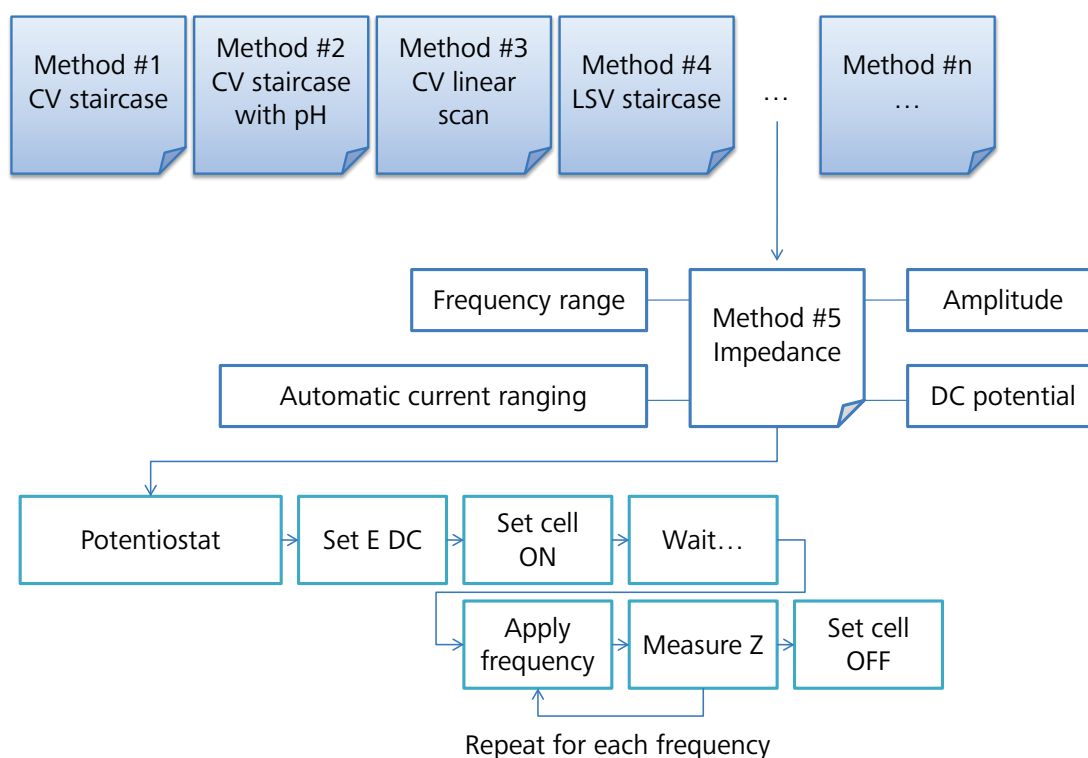 Method #1
CV staircase
Method #2
CV staircase
with pH
Method #3
CV linear
scan
Method #4
LSV staircase
…
Method #n
…
Frequency range
Method #5
Impedance
Amplitude
Automatic current ranging
DC potential
Potentiostat
Set E DC
Set cell
ON
Wait…
Apply
frequency
Measure Z
Set cell
OFF
Repeat for each frequency